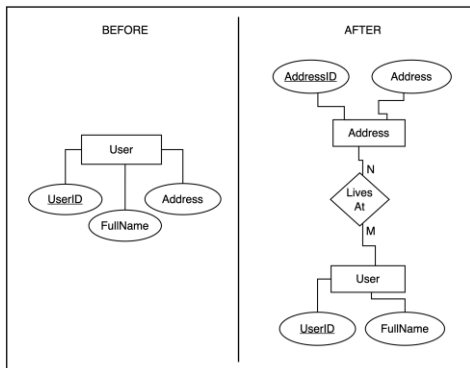 BEFORE
User
UserID
FullName
Address
AFTER
AddressID
Address
Address
N
Lives
At
M
User
UserID
FullName